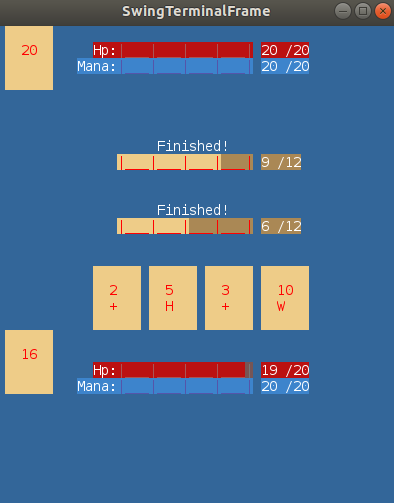 SwingTerminalFrame
20
Hp: 20 /20
Mana: 20 /20
Finished!
9 /12
Finished!
6 /12
2 5 3 10
+ H + W
16
Hp: 19 /20
Mana: 20 /20